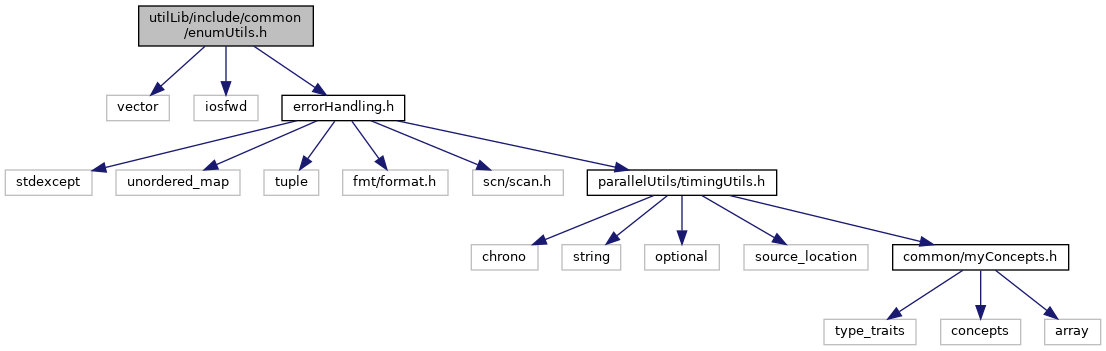 utilLib/include/common
/enumUtils.h
vector
iosfwd
errorHandling.h
stdexcept
unordered_map
tuple
fmt/format.h
scn/scan.h
parallelUtils/timingUtils.h
chrono
string
optional
source_location
common/myConcepts.h
type_traits
concepts
array